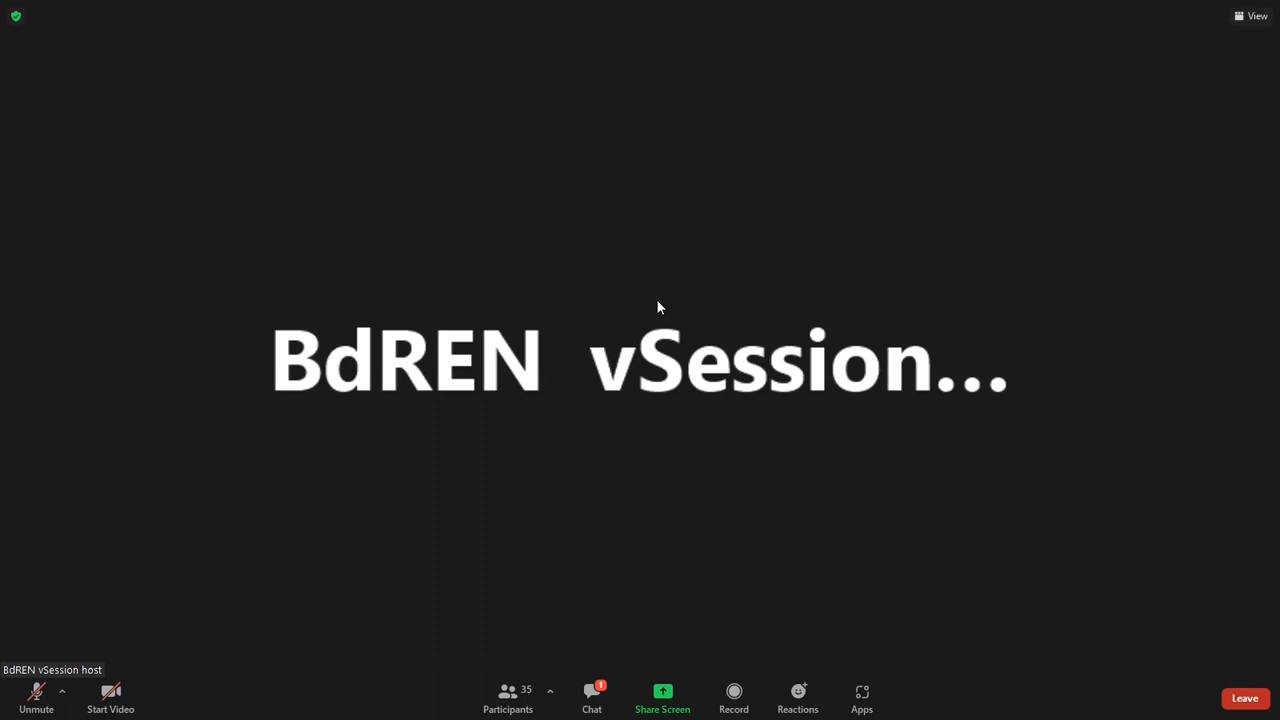 View
BdREN vSession...
BdREN vSession host
Unmute
Start Video
35
Participants
1
Chat
Share Screen
Record
Reactions
Apps
Leave